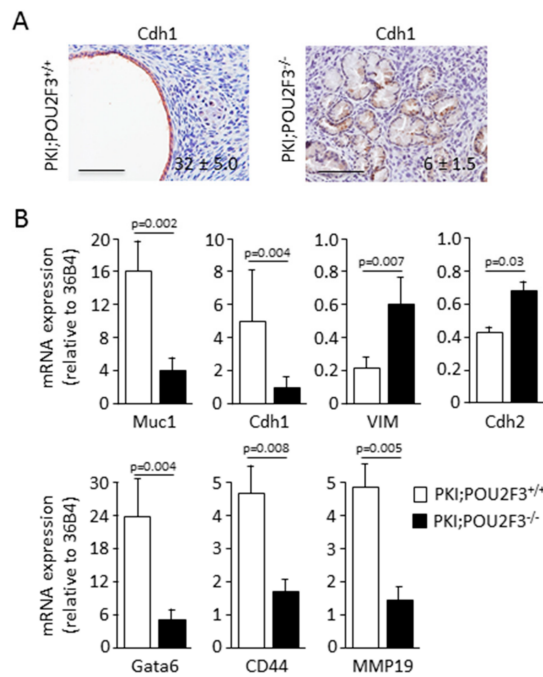 A
Cdh1
Cdh1
PKI;POU2F3+/+
32 ± 5.0
PKI;POU2F3-/-
6 ± 1.5
B
mRNA expression
(relative to 36B4)
p=0.002
20
16
12
8
4
0
Muc1
p=0.004
10
8
6
4
2
0
Cdh1
p=0.007
0.8
0.6
0.4
0.2
0
VIM
p=0.03
0.8
0.6
0.4
0.2
0
Cdh2
mRNA expression
(relative to 36B4)
p=0.004
30
24
18
12
6
0
Gata6
p=0.008
5
4
3
2
1
0
CD44
p=0.005
5
4
3
2
1
0
MMP19
PKI;POU2F3+/+
PKI;POU2F3-/-